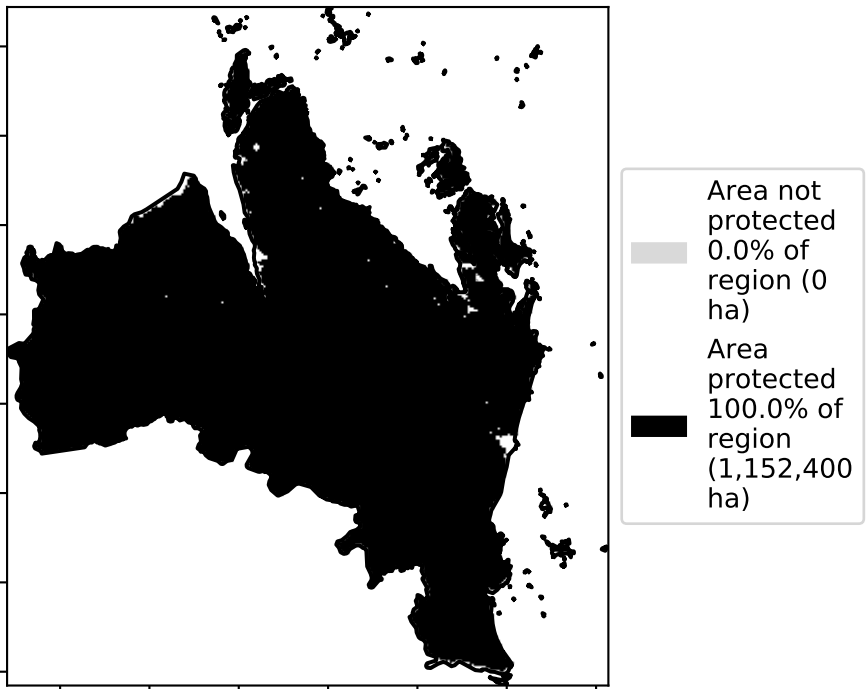 Area not
protected
0.0% of
region (0
ha)
Area
protected
100.0% of
region
(1,152,400
ha)